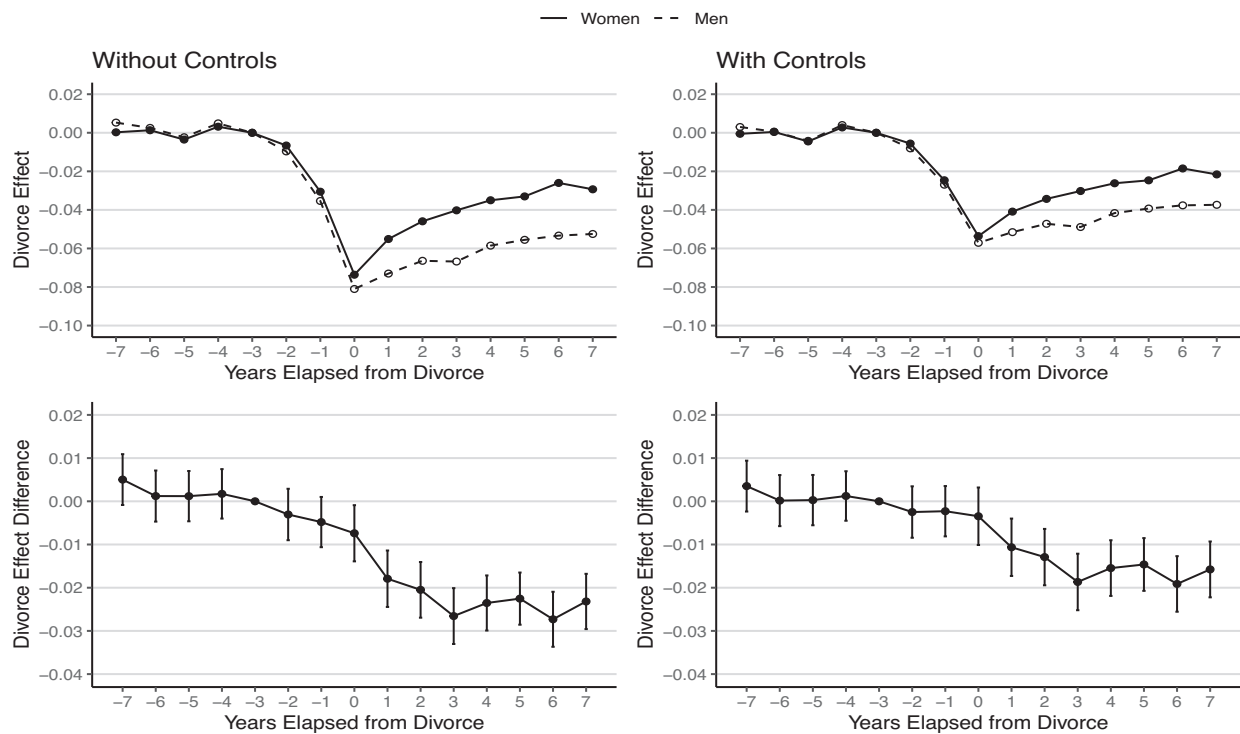 Women Men
Without Controls
0.02
0.00
−0.02
−0.04
−0.06
−0.08
−0.10
Divorce Effect
−7 −6 −5 −4 −3 −2 −1 0 1 2 3 4 5 6 7
Years Elapsed from Divorce
With Controls
0.02
0.00
−0.02
−0.04
−0.06
−0.08
−0.10
Divorce Effect
−7 −6 −5 −4 −3 −2 −1 0 1 2 3 4 5 6 7
Years Elapsed from Divorce
0.02
0.01
0.00
−0.01
−0.02
−0.03
−0.04
Divorce Effect Difference
−7 −6 −5 −4 −3 −2 −1 0 1 2 3 4 5 6 7
Years Elapsed from Divorce
0.02
0.01
0.00
−0.01
−0.02
−0.03
−0.04
Divorce Effect Difference
−7 −6 −5 −4 −3 −2 −1 0 1 2 3 4 5 6 7
Years Elapsed from Divorce